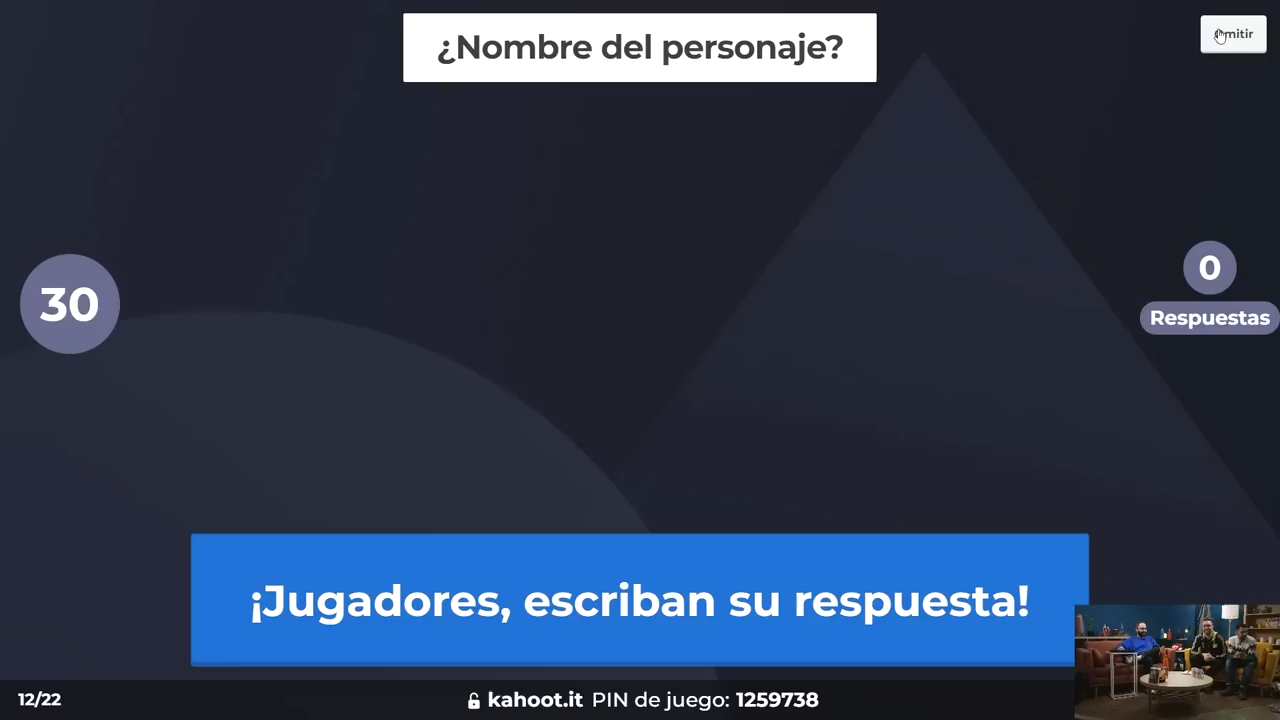 ¿Nombre del personaje?
30
0
Respuestas
¡Jugadores, escriban su respuesta!
12/22
kahoot.it PIN de juego: 1259738